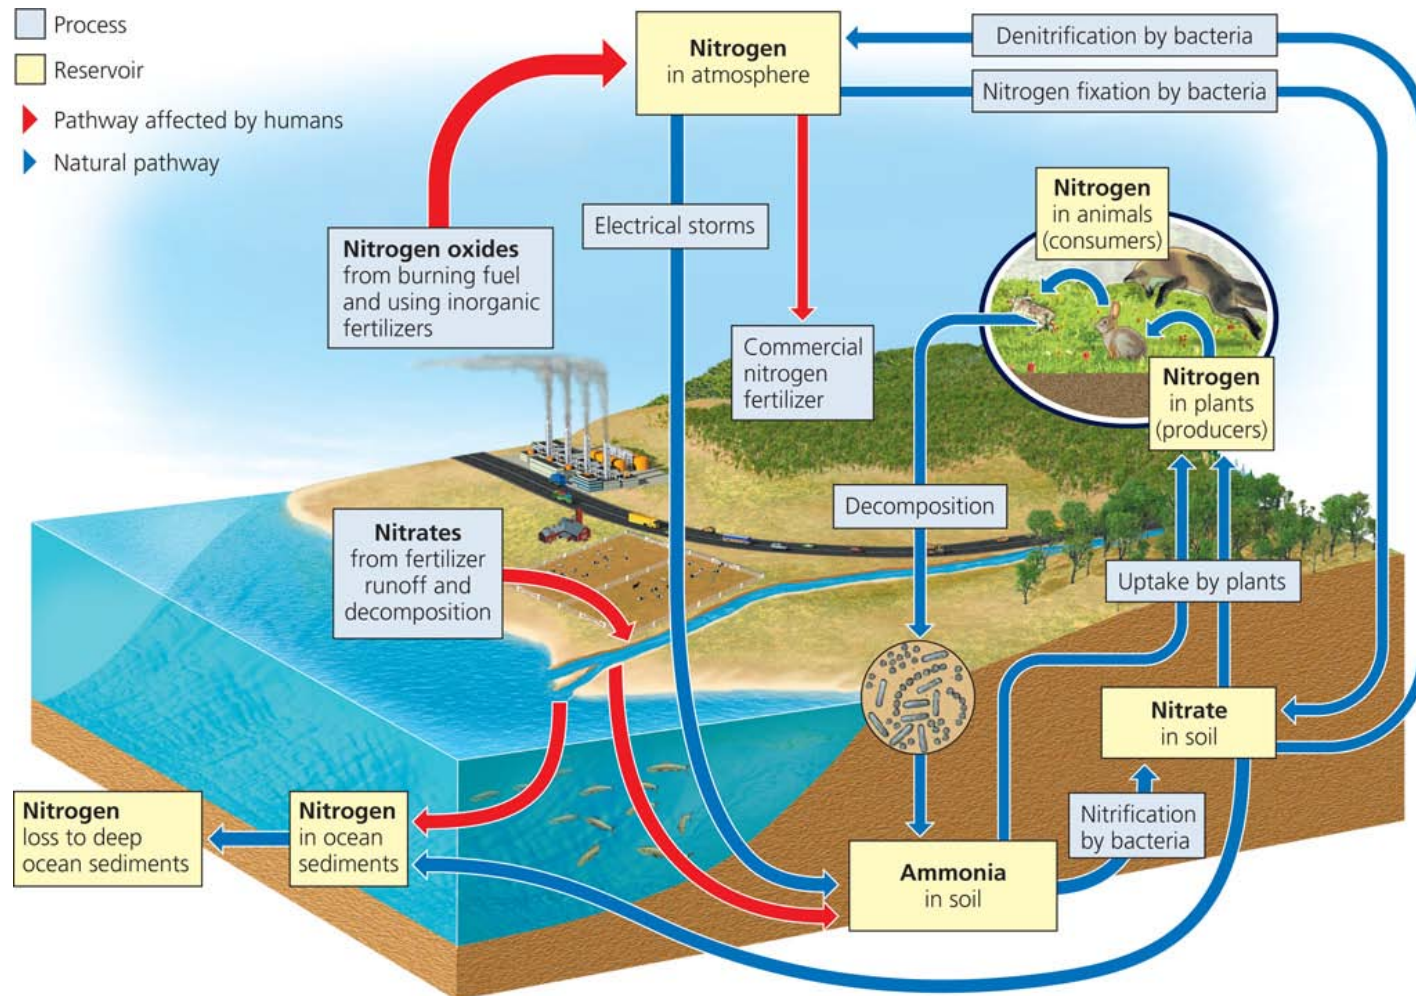 Process
Reservoir
Pathway affected by humans
Natural pathway
Nitrogen
in atmosphere
Denitrification by bacteria
Nitrogen fixation by bacteria
Nitrogen oxides
from burning fuel
and using inorganic
fertilizers
Electrical storms
Commercial
nitrogen
fertilizer
Nitrogen
in animals
(consumers)
Nitrogen
in plants
(producers)
Decomposition
Nitrates
from fertilizer
runoff and
decomposition
Uptake by plants
Nitrate
in soil
Nitrification
by bacteria
Ammonia
in soil
Nitrogen
loss to deep
ocean sediments
Nitrogen
in ocean
sediments